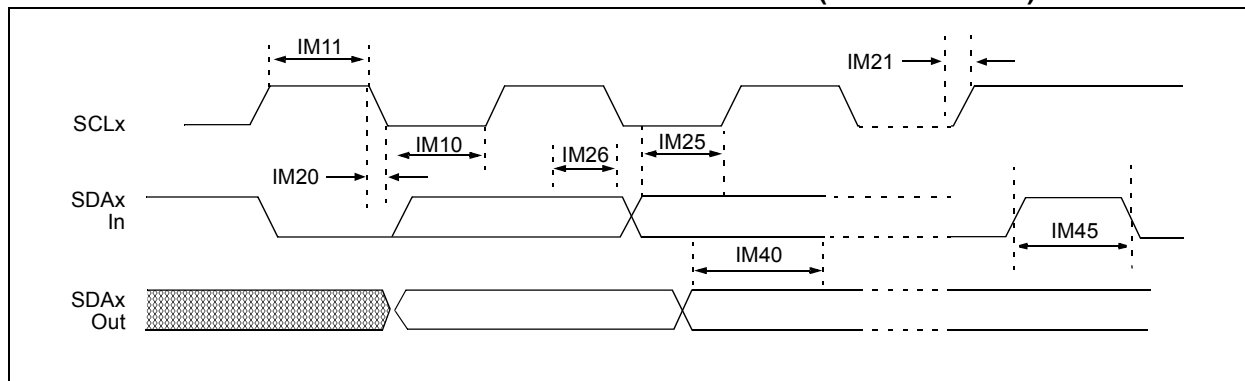 IM11
IM21
SCLx
IM10
IM26
IM25
IM20
SDAx
In
IM40
IM45
SDAx
Out